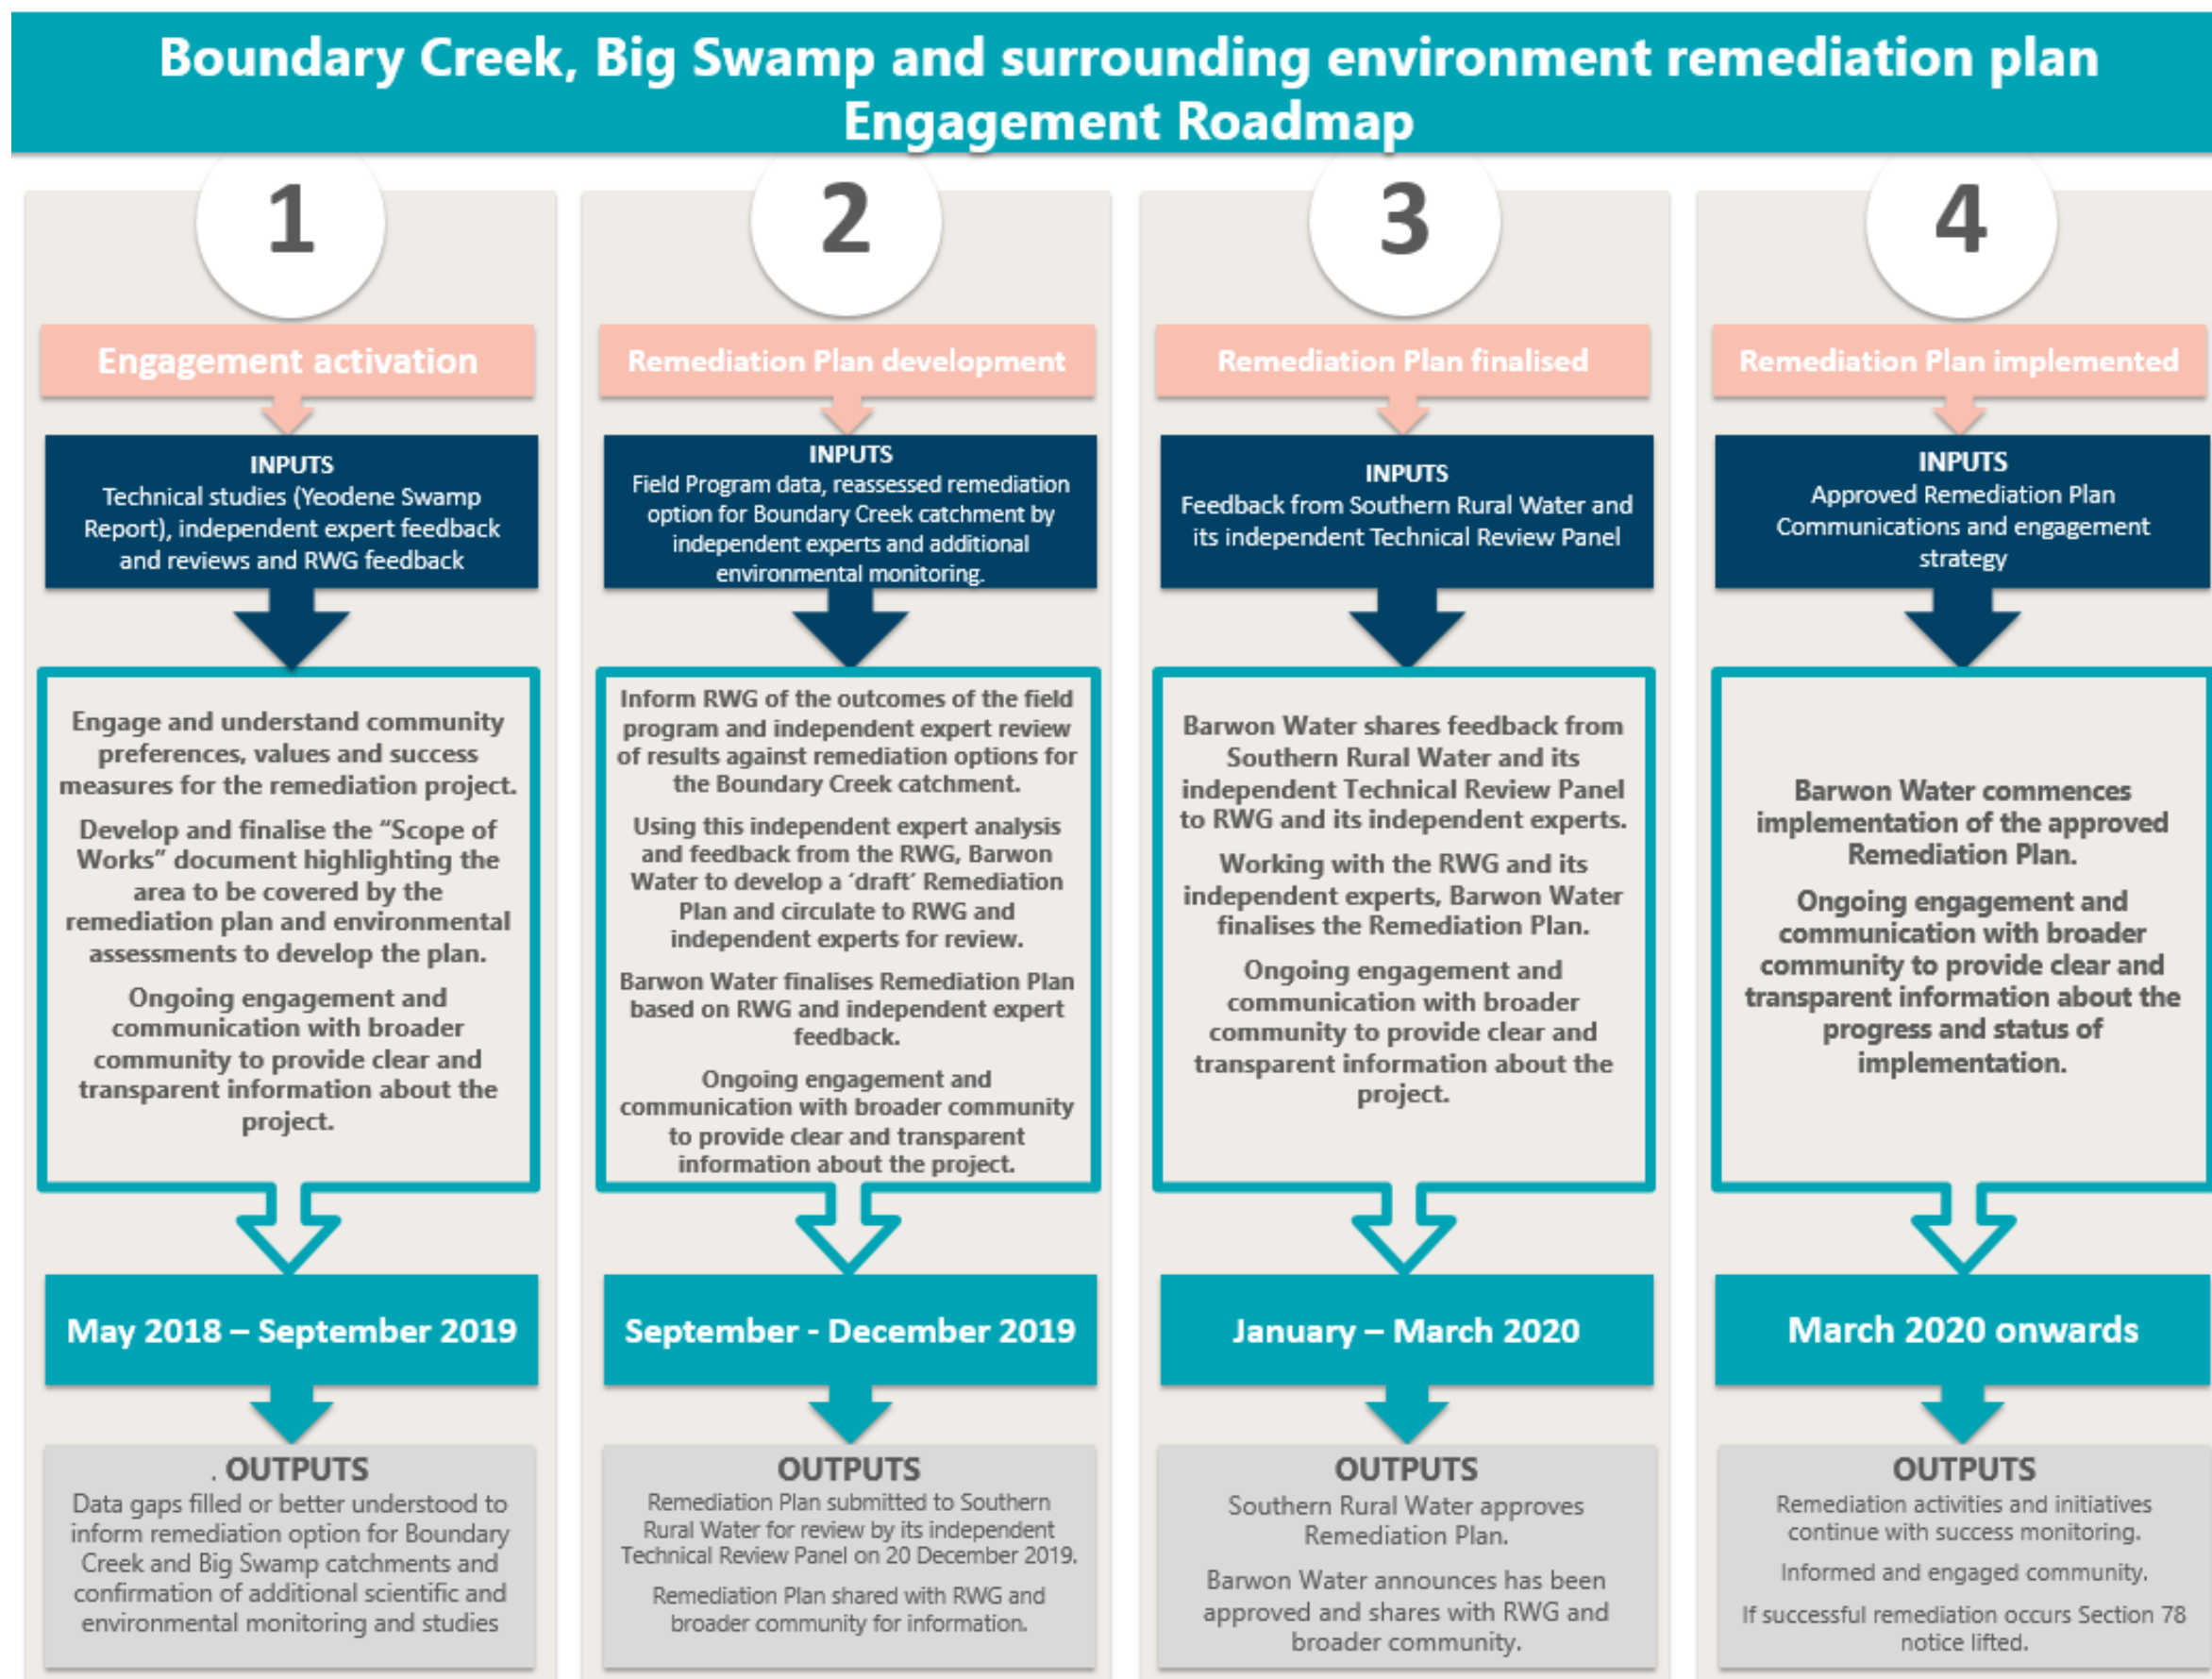 Boundary Creek, Big Swamp and surrounding environment remediation plan
Engagement Roadmap
1
Engagement activation
INPUTS
Technical studies (Yeodene Swamp
Report), independent expert feedback
and reviews and RWG feedback
Engage and understand community
preferences, values and success
measures for the remediation project.
Develop and finalise the “Scope of
Works” document highlighting the
area to be covered by the
remediation plan and environmental
assessments to develop the plan.
Ongoing engagement and
communication with broader
community to provide clear and
transparent information about the
project.
May 2018 – September 2019
. OUTPUTS
Data gaps filled or better understood to
inform remediation option for Boundary
Creek and Big Swamp catchments and
confirmation of additional scientific and
environmental monitoring and studies
2
Remediation Plan development
INPUTS
Field Program data, reassessed remediation
option for Boundary Creek catchment by
independent experts and additional
environmental monitoring.
Inform RWG of the outcomes of the field
program and independent expert review
of results against remediation options for
the Boundary Creek catchment.
Using this independent expert analysis
and feedback from the RWG, Barwon
Water to develop a ‘draft’ Remediation
Plan and circulate to RWG and
independent experts for review.
Barwon Water finalises Remediation Plan
based on RWG and independent expert
feedback.
Ongoing engagement and
communication with broader community
to provide clear and transparent
information about the project.
September - December 2019
OUTPUTS
Remediation Plan submitted to Southern
Rural Water for review by its independent
Technical Review Panel on 20 December 2019.
Remediation Plan shared with RWG and
broader community for information.
3
Remediation Plan finalised
INPUTS
Feedback from Southern Rural Water and
its independent Technical Review Panel
Barwon Water shares feedback from
Southern Rural Water and its
independent Technical Review Panel
to RWG and its independent experts.
Working with the RWG and its
independent experts, Barwon Water
finalises the Remediation Plan.
Ongoing engagement and
communication with broader
community to provide clear and
transparent information about the
project.
January – March 2020
OUTPUTS
Southern Rural Water approves
Remediation Plan.
Barwon Water announces has been
approved and shares with RWG and
broader community.
4
Remediation Plan implemented
INPUTS
Approved Remediation Plan
Communications and engagement
strategy
Barwon Water commences
implementation of the approved
Remediation Plan.
Ongoing engagement and
communication with broader
community to provide clear and
transparent information about the
progress and status of
implementation.
March 2020 onwards
OUTPUTS
Remediation activities and initiatives
continue with success monitoring.
Informed and engaged community.
If successful remediation occurs Section 78
notice lifted.